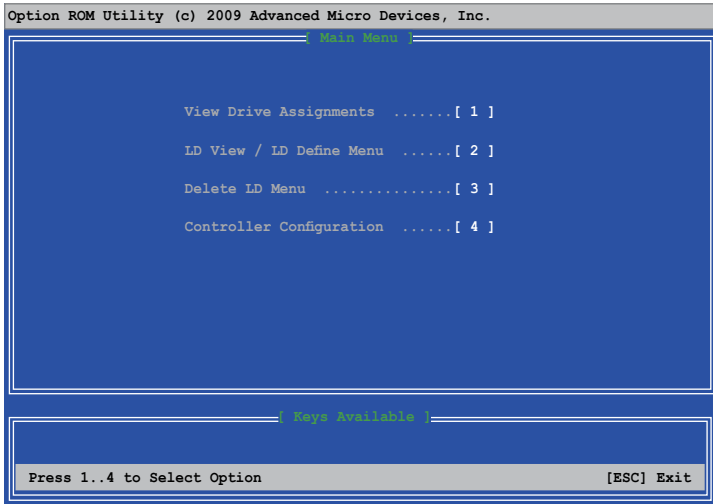 Option ROM Utility (c) 2009 Advanced Micro Devices, Inc.
[ Main Menu ]
View Drive Assignments .......[ 1 ]
LD View / LD Define Menu ......[ 2 ]
Delete LD Menu ...............[ 3 ]
Controller Configuration ......[ 4 ]
[ Keys Available ]
Press 1..4 to Select Option [ESC] Exit